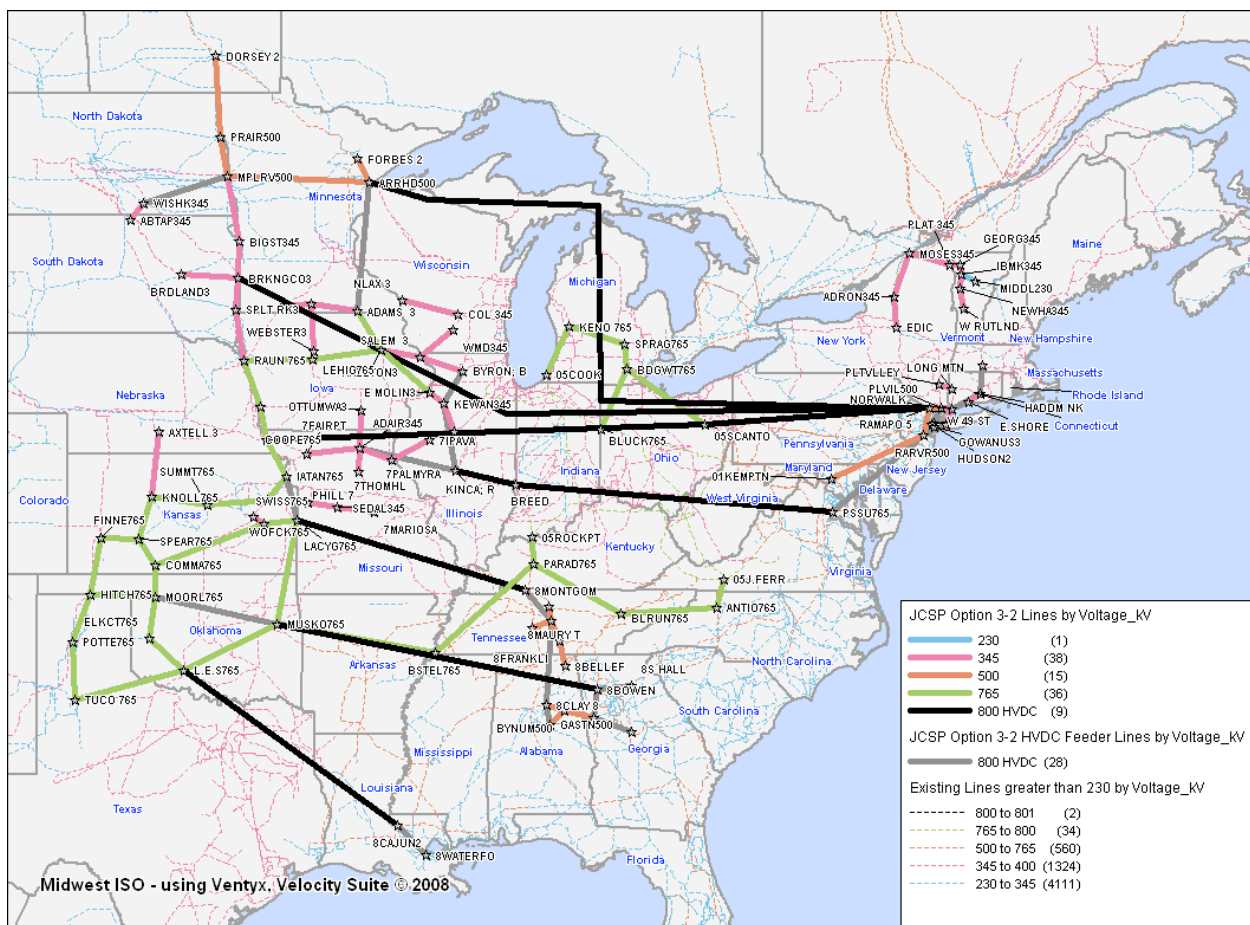 DORSEY 2
North Dakota
PRAIR500
FORBES 2
MPLRV500
ARRHD500
Minnesota
WISHK345
ABTAP345
PLAT 345
GEORG345
Maine
BIGST345
MOSES345
IBMK345
South Dakota
Wisconsin
BRKNGCO3
NLAX 3
Michigan
MIDDL230
BRDLAND3
ADRON345
NEWHA345
SPLT RK3
ADAMS 3
COL 345
W RUTLND
WEBSTER3
KENO 765
EDIC
Vermont
New Hampshire
SALEM 3
WMD345
SPRAG765
New York
RAUN 765
LEHIG765
BYRON; B
05COOK
BDGWT765
PLTVLLEY
LONG MTN
Massachusetts
Iowa
E MOLIN3
PLVIL500
Nebraska
NORWALK
Rhode Island
OTTUMWA3
KEWAN345
HADDM NK
7FAIRPT
ADAIR345
RAMAPO 5
W 49 ST
E.SHORE
Connecticut
AXTELL.3
COOPE765
7IPAVA
BLUCK765
05SCANTO
Pennsylvania
GOWANUS3
Ohio
RARVR500
HUDSON2
SUMMT765
IATAN765
7PALMYRA
Indiana
Maryland
New Jersey
7THOMHL
KINCA; R
01KEMPTN
Colorado
KNOLL765
PHILL 7
BREED
West Virginia
Delaware
SWISS765
SEDAL345
Illinois
Kansas
PSSU765
FINNE765
7MARIOSA
WOFCK765
SPEAR765
LACYG765
05ROCKPT
Kentucky
COMMA765
Missouri
PARAD765
Virginia
HITCH765
MOORL765
8MONTGOM
05J.FERR
ELKCT765
BLRUN765
ANTIO765
POTTE765
Oklahoma
MUSKO765
Tennessee
8MAURY T
8FRANKLI
North Carolina
L.E.S765
Arkansas
BSTEL765
8BELLEF
8S HALL
TUCO 765
8BOWEN
8CLAY 8
South Carolina
BYNUM500
GASTN500
Mississippi
Alabama
Georgia
Louisiana
Texas
8CAJUN2
8WATERFO
Florida
Midwest ISO - using Ventyx, Velocity Suite © 2008
JCSP Option 3-2 Lines by Voltage_kV
230 (1)
345 (38)
500 (15)
765 (36)
800 HVDC (9)
JCSP Option 3-2 HVDC Feeder Lines by Voltage_kV
800 HVDC (28)
Existing Lines greater than 230 by Voltage_kV
800 to 801 (2)
765 to 800 (34)
500 to 765 (560)
345 to 400 (1324)
230 to 345 (4111)